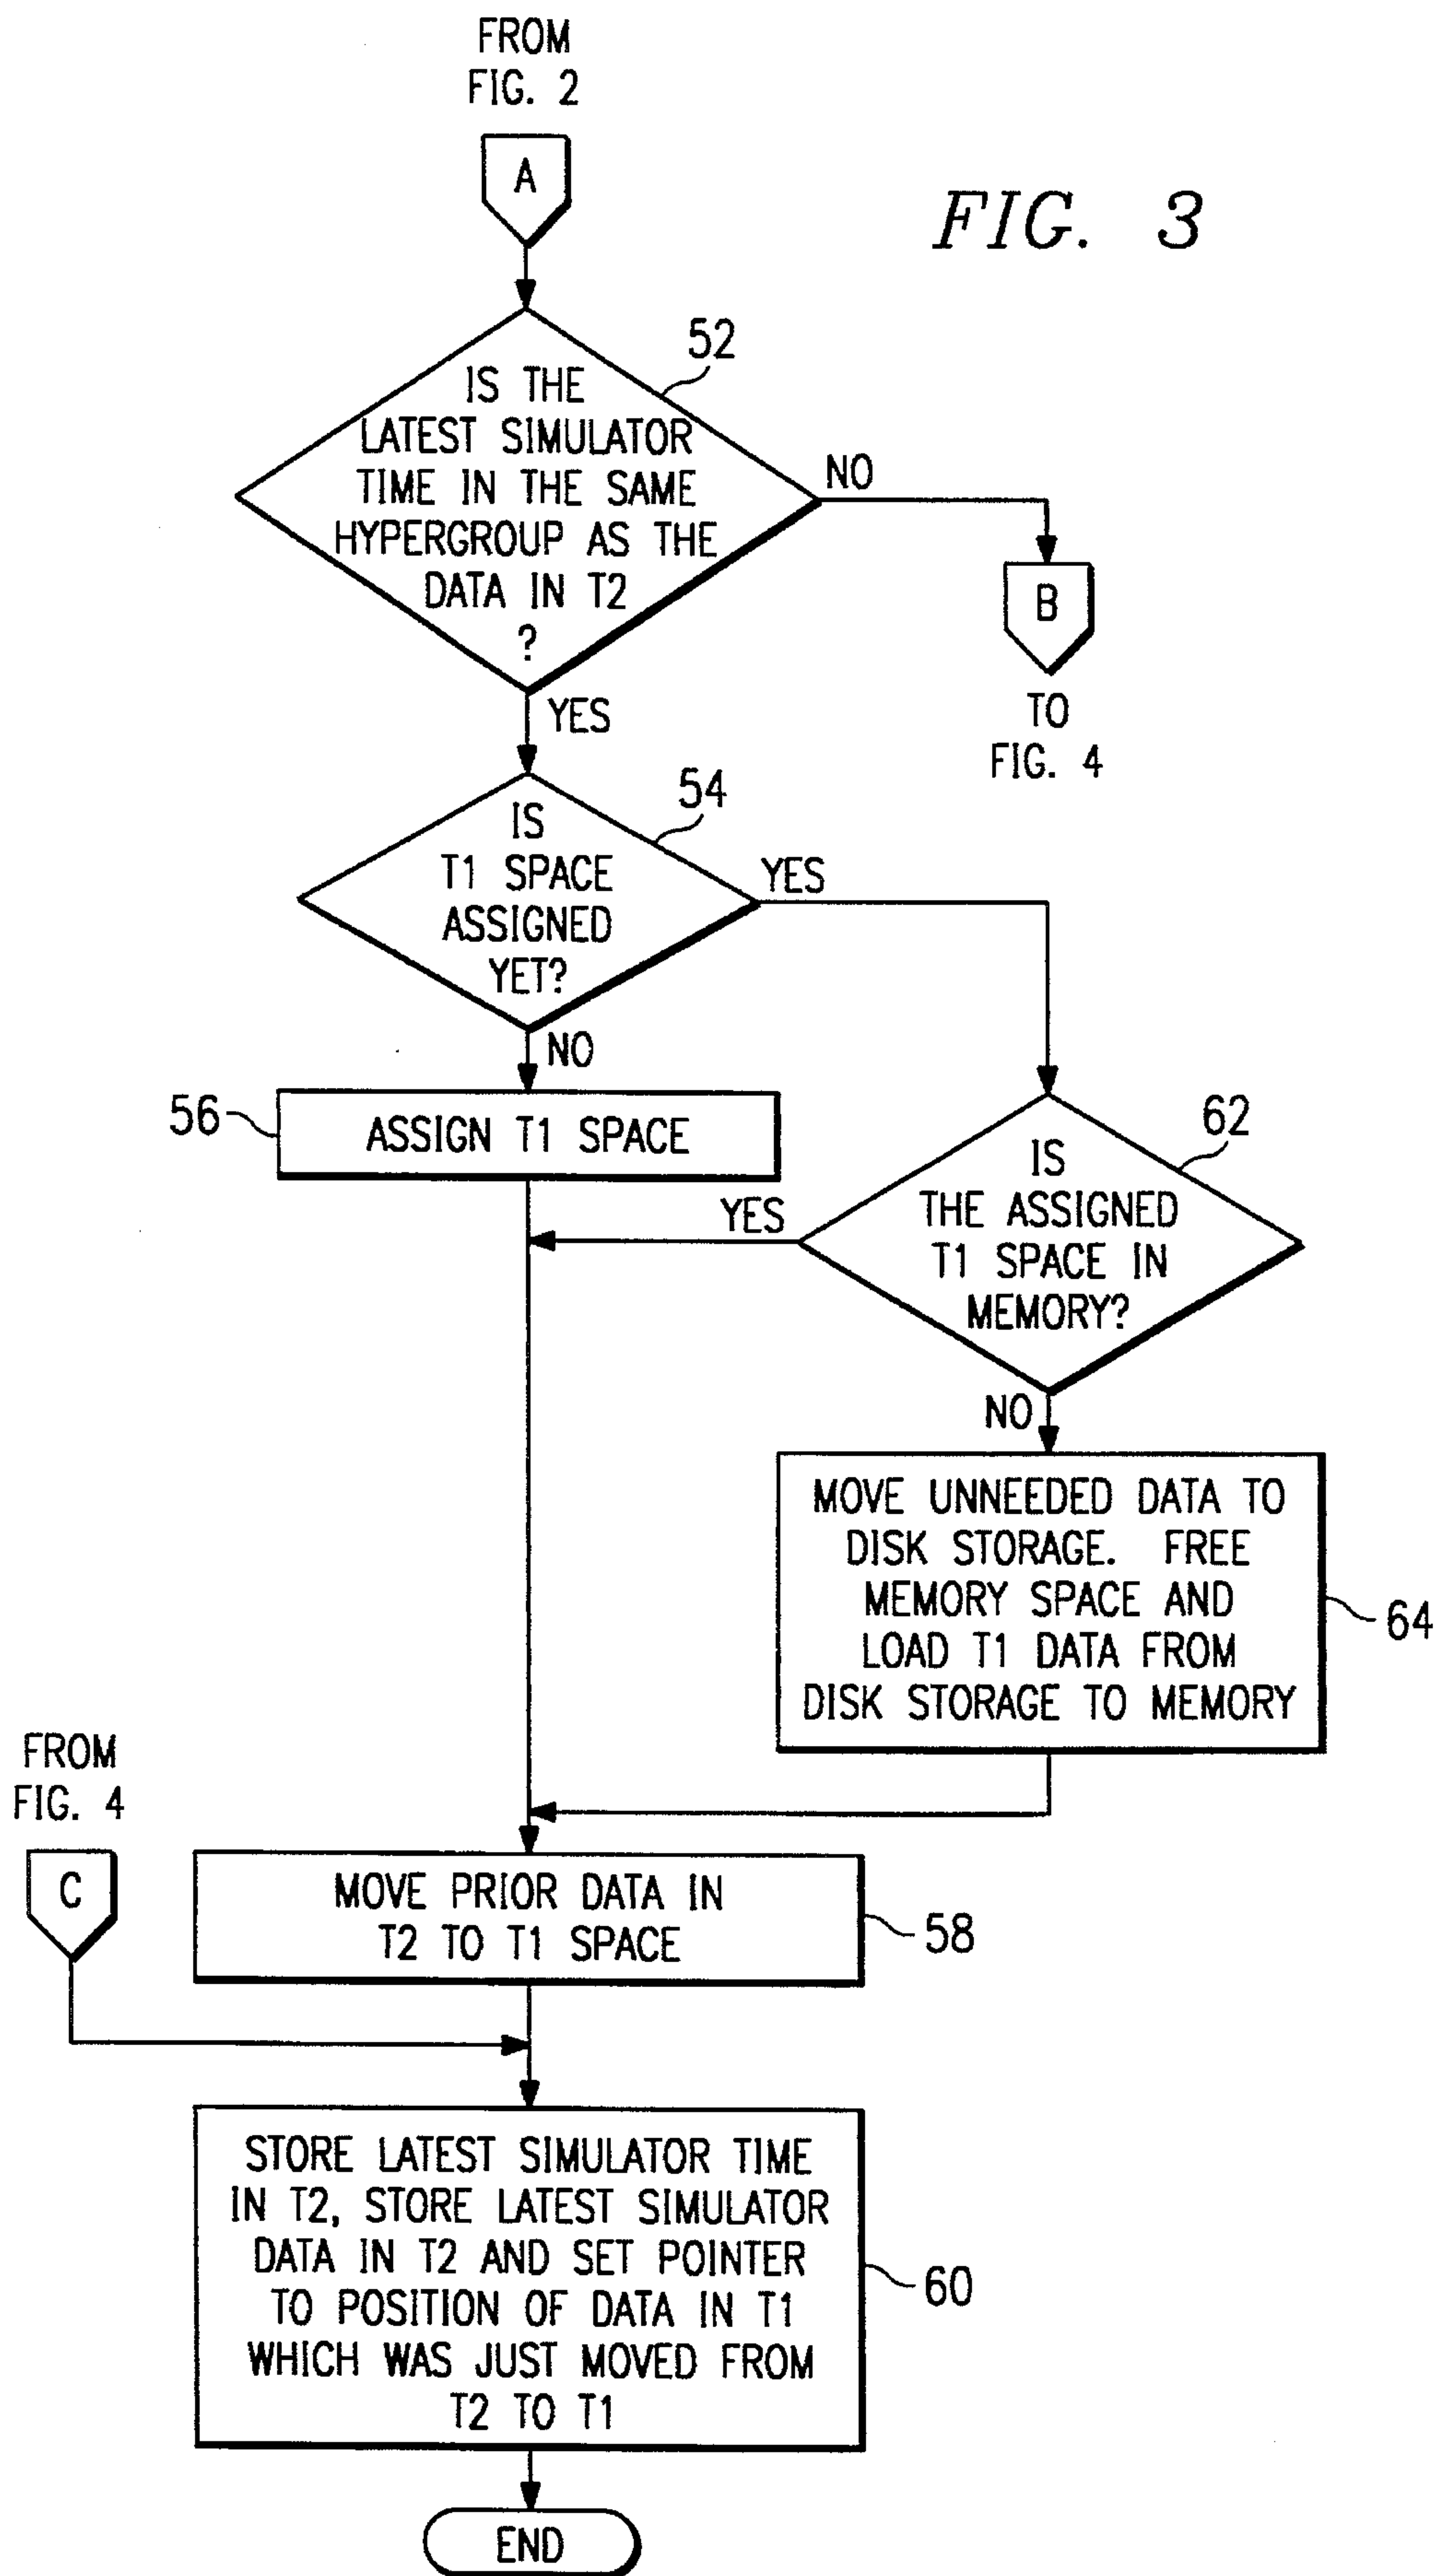 FROM
FIG. 2
A
FIG. 3
52
IS THE
LATEST SIMULATOR
TIME IN THE SAME
HYPERGROUP AS THE
DATA IN T2
?
NO
B
TO
FIG. 4
YES
54
IS
T1 SPACE
ASSIGNED
YET?
YES
NO
56
ASSIGN T1 SPACE
62
IS
THE ASSIGNED
T1 SPACE IN
MEMORY?
YES
NO
MOVE UNNEEDED DATA TO
DISK STORAGE. FREE
MEMORY SPACE AND
LOAD T1 DATA FROM
DISK STORAGE TO MEMORY
64
FROM
FIG. 4
C
MOVE PRIOR DATA IN
T2 TO T1 SPACE
58
STORE LATEST SIMULATOR TIME
IN T2, STORE LATEST SIMULATOR
DATA IN T2 AND SET POINTER
TO POSITION OF DATA IN T1
WHICH WAS JUST MOVED FROM
T2 TO T1
60
END